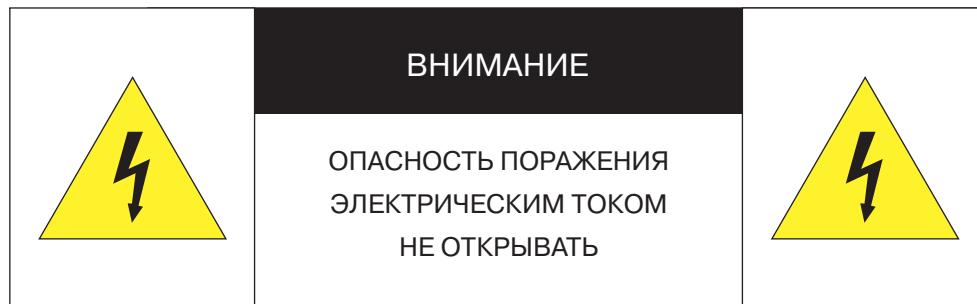 ВНИМАНИЕ
ОПАСНОСТЬ ПОРАЖЕНИЯ
ЭЛЕКТРИЧЕСКИМ ТОКОМ
НЕ ОТКРЫВАТЬ